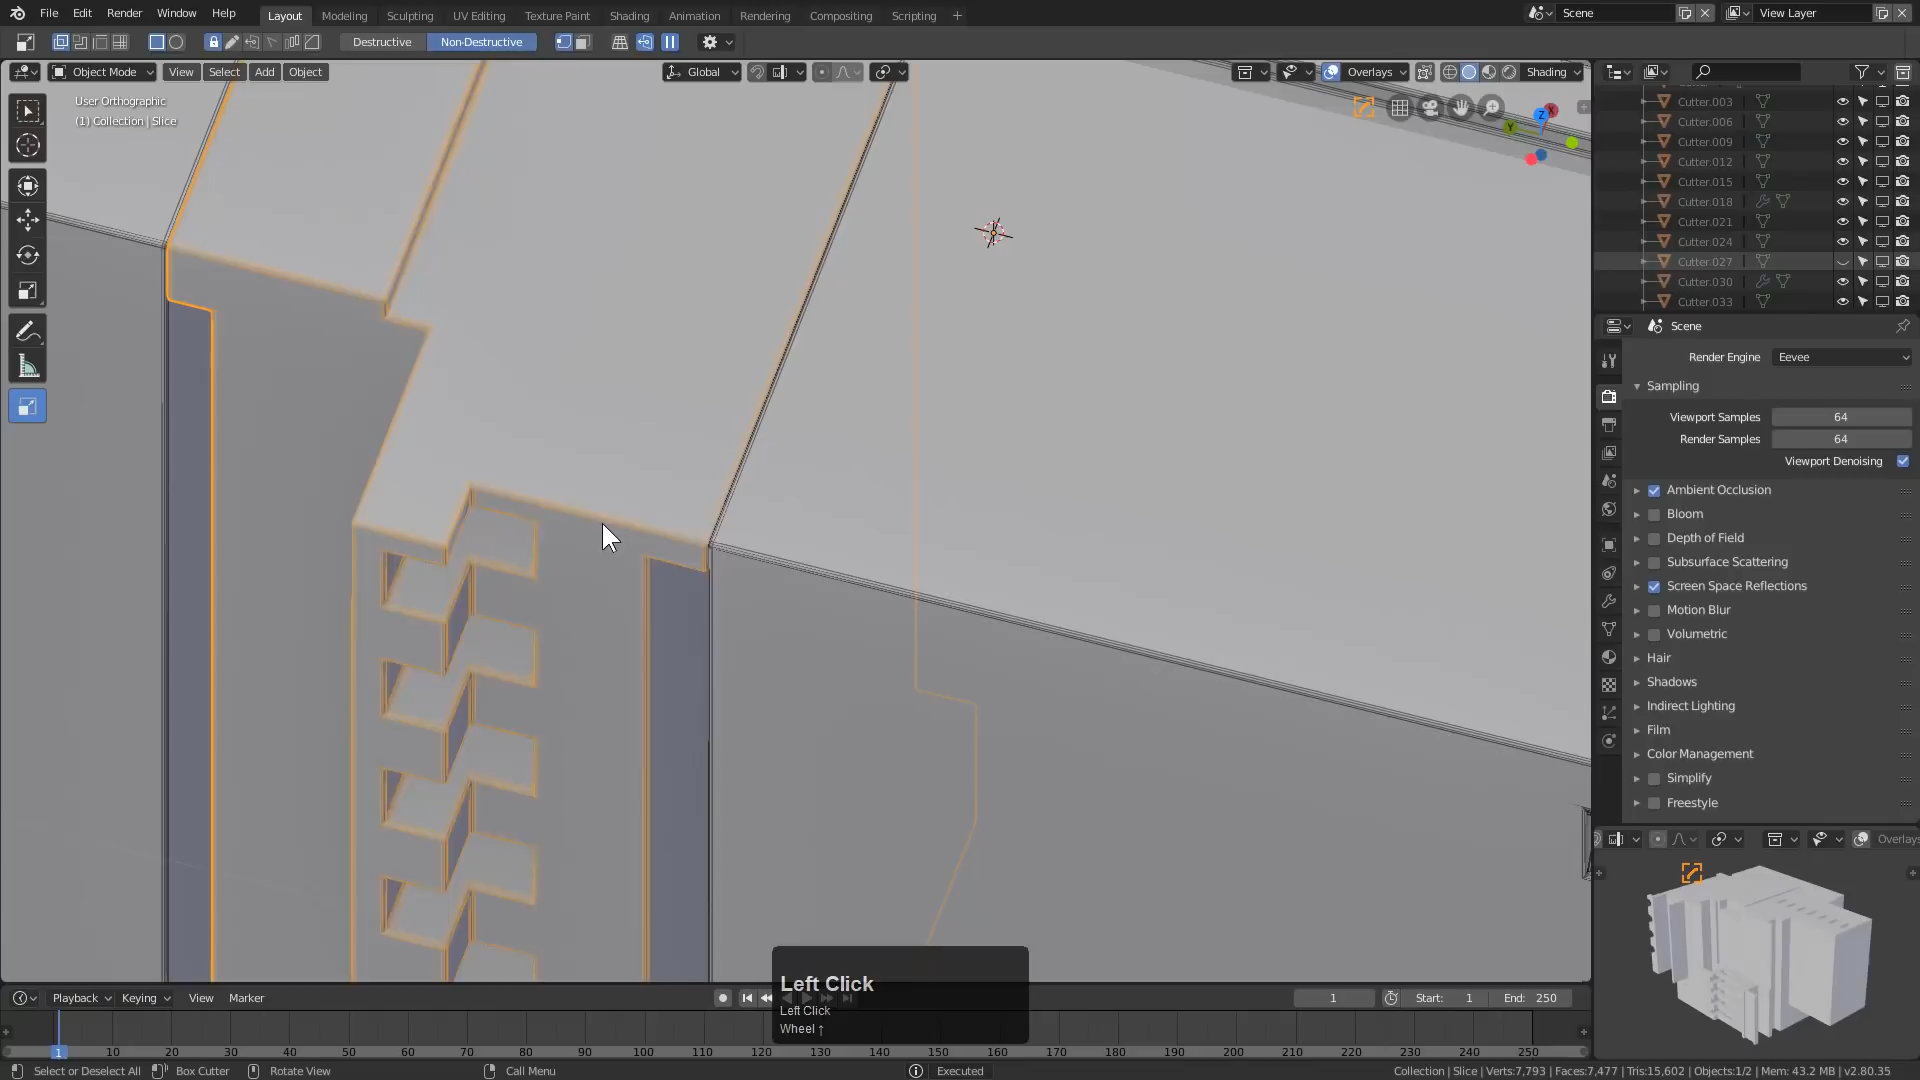 File Edit Render Window Help
Layout Modeling Sculpting UV Editing Texture Paint Shading Animation Rendering Compositing Scripting +
Scene
View Layer
Destructive Non-Destructive
Object Mode View Select Add Object
Global
Overlays Shading
User Orthographic
(1) Collection | Slice
Z
X
Y
Cutter.003
Cutter.006
Cutter.009
Cutter.012
Cutter.015
Cutter.018
Cutter.021
Cutter.024
Cutter.027
Cutter.030
Cutter.033
Scene
Render Engine Eevee
Sampling
Viewport Samples 64
Render Samples 64
Viewport Denoising
Ambient Occlusion
Bloom
Depth of Field
Subsurface Scattering
Screen Space Reflections
Motion Blur
Volumetric
Hair
Shadows
Indirect Lighting
Film
Color Management
Simplify
Freestyle
Overlays
Left Click
Left Click
Wheel ↑
Playback Keying View Marker
1 Start: 1 End: 250
1 10 20 30 40 50 60 70 80 90 100 110 120 130 140 150 160 170 180 190 200 210 220 230 240 250
Select or Deselect All Box Cutter Rotate View Call Menu Executed
Collection | Slice | Verts:7,793 | Faces:7,477 | Tris:15,602 | Objects:1/2 | Mem: 43.2 MB | v2.80.35